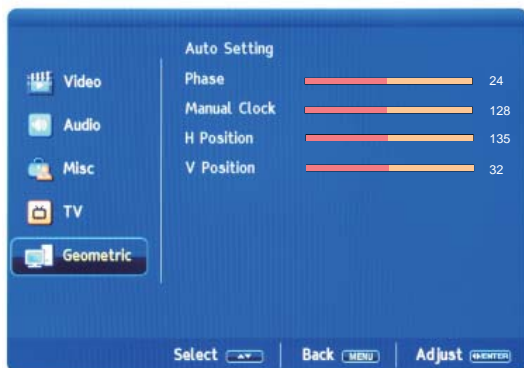 Video
Audio
Misc
TV
Geometric
Auto Setting
Phase 24
Manual Clock 128
H Position 135
V Position 32
Select ▲▼ Back MENU Adjust ◀▶ENTER